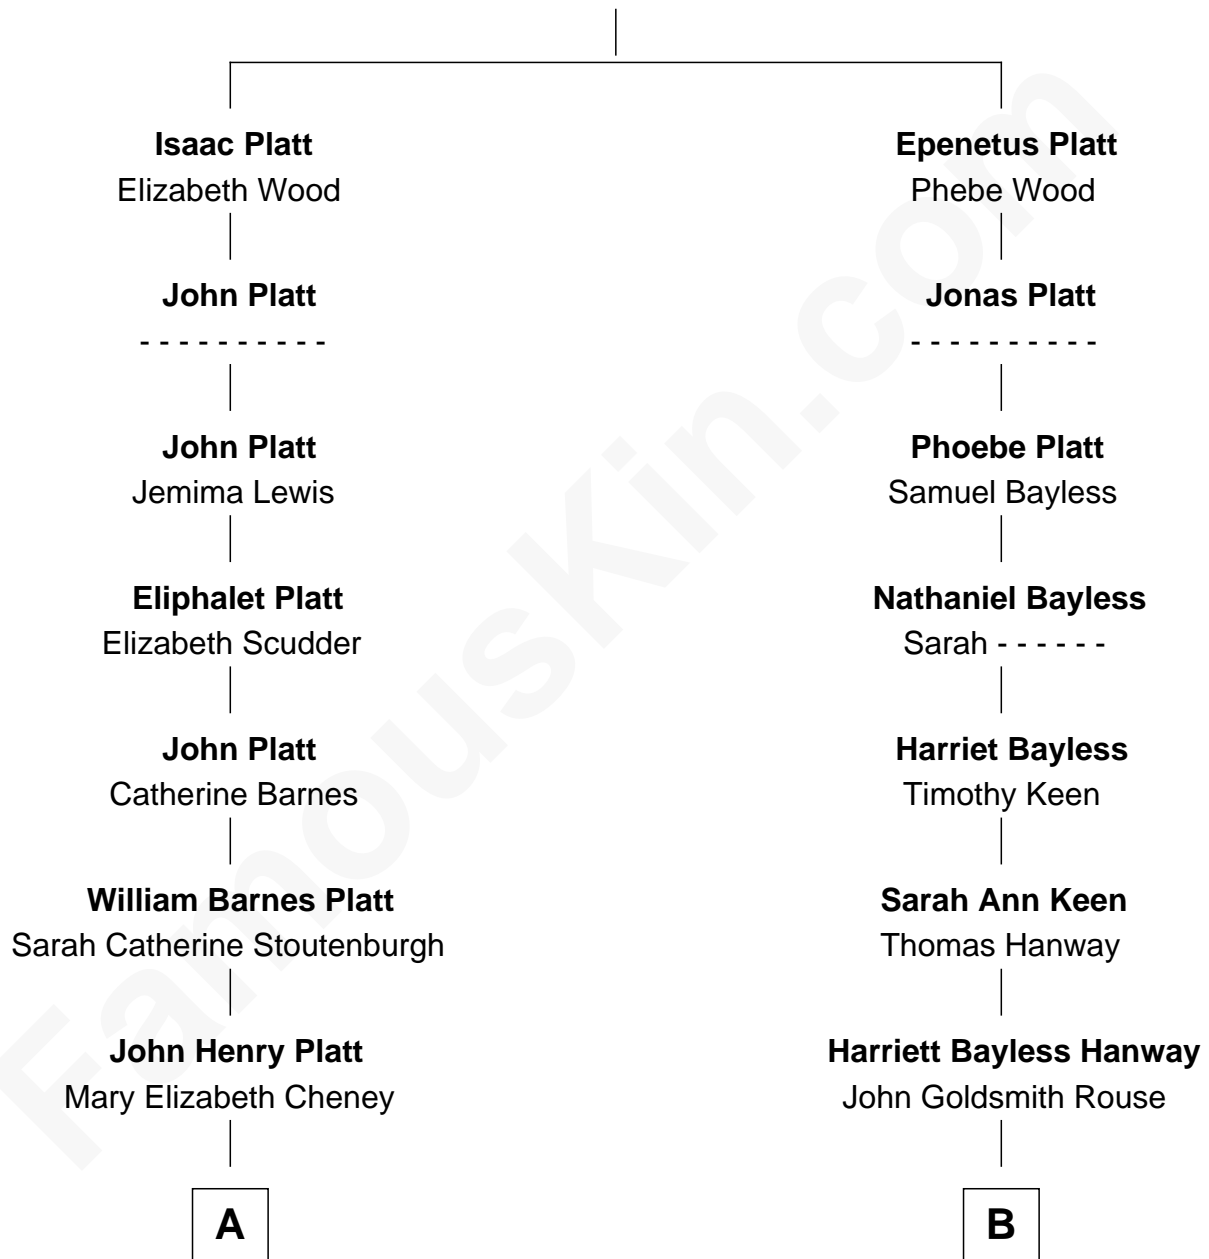 Isaac Platt
Elizabeth Wood
John Platt
- - - - - - - - - -
John Platt
Jemima Lewis
Eliphalet Platt
Elizabeth Scudder
John Platt
Catherine Barnes
William Barnes Platt
Sarah Catherine Stoutenburgh
John Henry Platt
Mary Elizabeth Cheney
A
Epenetus Platt
Phebe Wood
Jonas Platt
- - - - - - - - - -
Phoebe Platt
Samuel Bayless
Nathaniel Bayless
Sarah - - - - - -
Harriet Bayless
Timothy Keen
Sarah Ann Keen
Thomas Hanway
Harriett Bayless Hanway
John Goldsmith Rouse
B
FamousKin.com